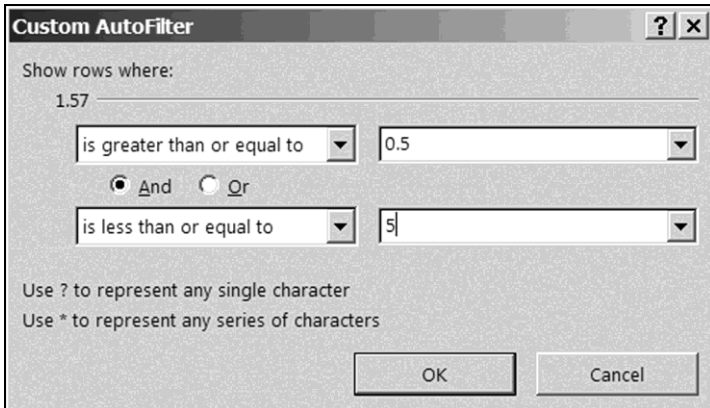 Custom AutoFilter
Show rows where:
1.57
is greater than or equal to 0.5
And Or
is less than or equal to 5
Use ? to represent any single character
Use * to represent any series of characters
OK Cancel